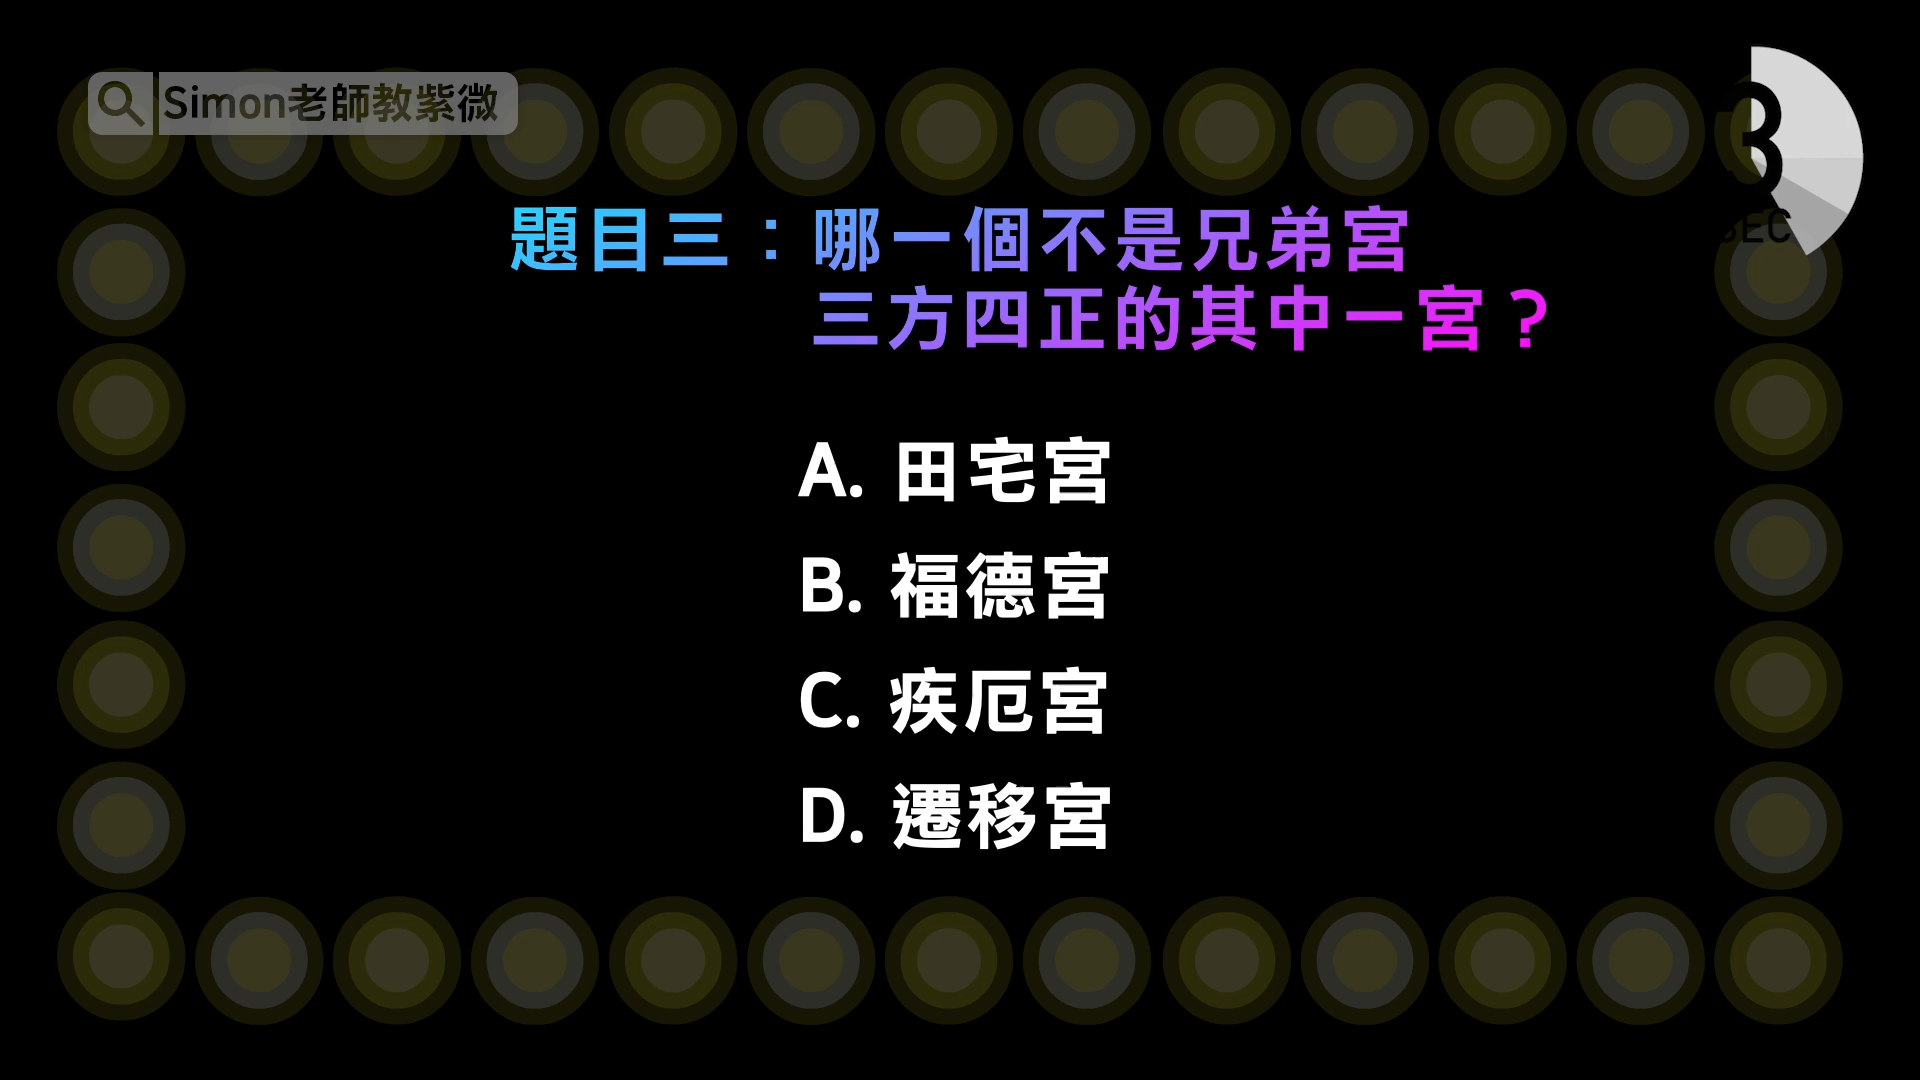 Simon老師教紫微
3
SEC
題目三：哪一個不是兄弟宮
三方四正的其中一宮？
A. 田宅宮
B. 福德宮
C. 疾厄宮
D. 遷移宮